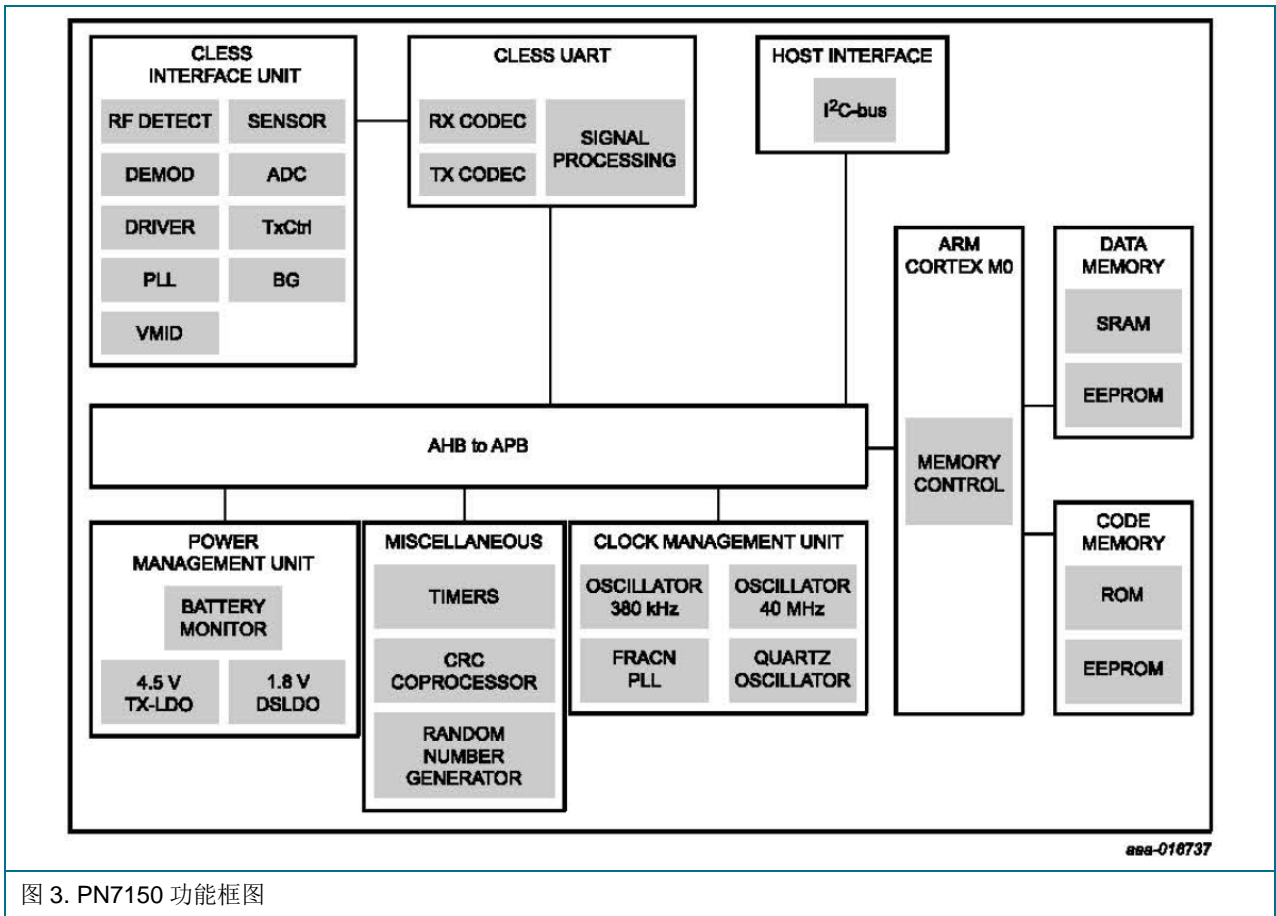 CLESS
INTERFACE UNIT
RF DETECT
SENSOR
DEMOD
ADC
DRIVER
TxCtrl
PLL
BG
VMID
CLESS UART
RX CODEC
TX CODEC
SIGNAL
PROCESSING
HOST INTERFACE
I²C-bus
ARM
CORTEX M0
MEMORY
CONTROL
DATA
MEMORY
SRAM
EEPROM
AHB to APB
CODE
MEMORY
ROM
EEPROM
POWER
MANAGEMENT UNIT
BATTERY
MONITOR
4.5 V
TX-LDO
1.8 V
DSLDO
MISCELLANEOUS
TIMERS
CRC
COPROCESSOR
RANDOM
NUMBER
GENERATOR
CLOCK MANAGEMENT UNIT
OSCILLATOR
380 kHz
OSCILLATOR
40 MHz
FRACN
PLL
QUARTZ
OSCILLATOR
aaa-016737
图 3. PN7150 功能框图